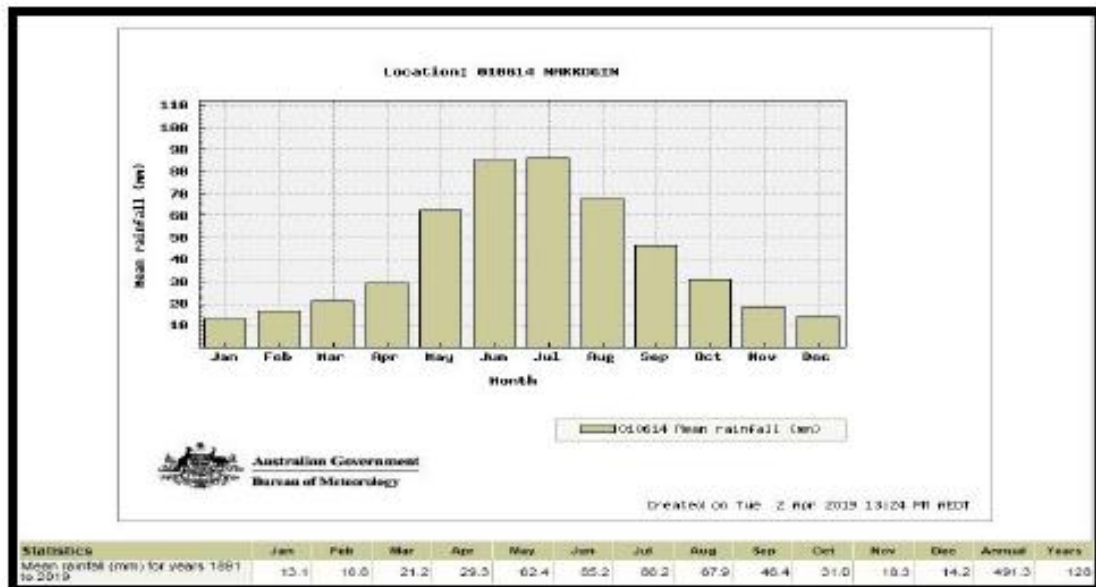 Location: 010614 NARROGIN
Mean rainfall (mm)
110
100
90
80
70
60
50
40
30
20
10
Jan Feb Mar Apr May Jun Jul Aug Sep Oct Nov Dec
Month
010614 Mean rainfall (mm)
Australian Government
Bureau of Meteorology
Created on Tue 2 Apr 2019 13:24 PM AEDT
Statistics Jan Feb Mar Apr May Jun Jul Aug Sep Oct Nov Dec Annual Years
Mean rainfall (mm) for years 1891 to 2019 13.1 21.2 29.3 62.4 85.2 86.2 67.9 46.4 31.0 18.3 14.2 491.3 128